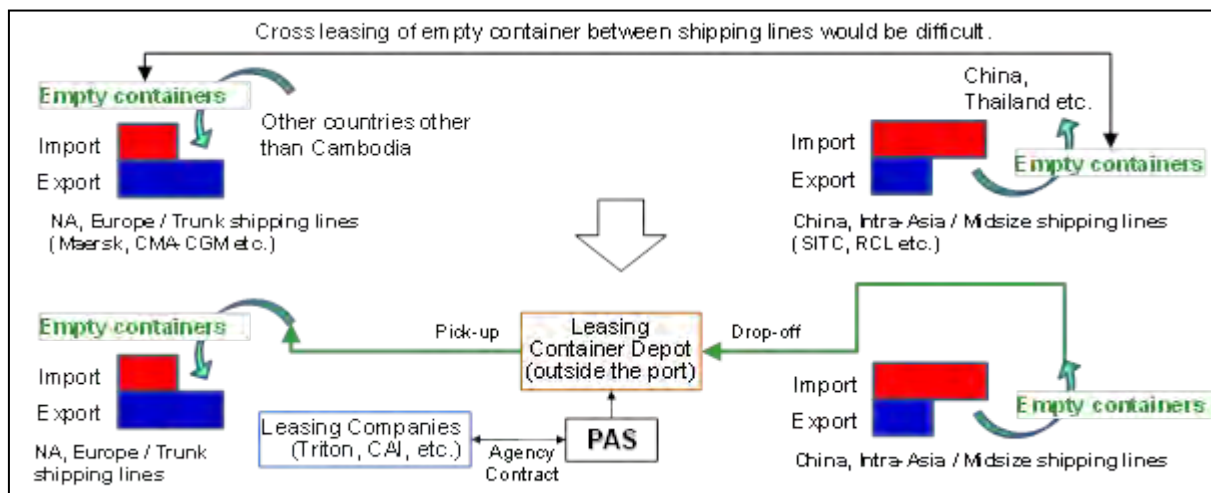 Cross leasing of empty container between shipping lines would be difficult.
Empty containers
Import
Export
Other countries other
than Cambodia
NA, Europe / Trunk shipping lines
(Maersk, CMA-CGM etc.)
China,
Thailand etc.
Import
Export
Empty containers
China, Intra-Asia / Midsize shipping lines
(SITC, RCL etc.)
Empty containers
Import
Export
NA, Europe / Trunk
shipping lines
Pick-up
Leasing
Container Depot
(outside the port)
Drop-off
Leasing Companies
(Triton, CAI, etc.)
Agency
Contract
PAS
Import
Export
Empty containers
China, Intra-Asia / Midsize shipping lines